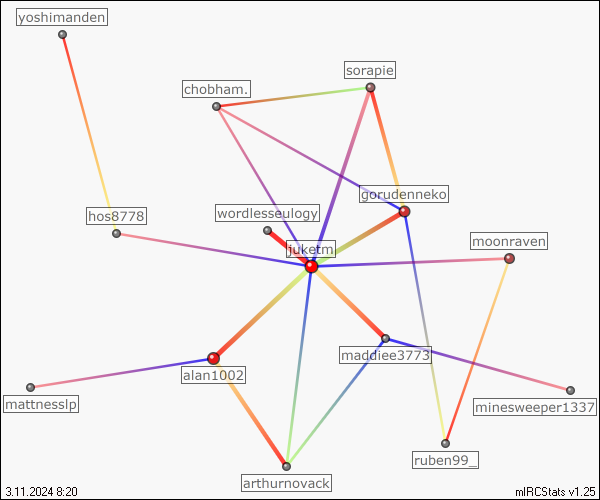 yoshimanden
sorapie
chobham.
gorudenneko
hos8778
wordlesseulogy
moonraven
juketm
maddiee3773
alan1002
mattnesslp
minesweeper1337
ruben99_
arthurnovack
3.11.2024 8:20
mIRCStats v1.25